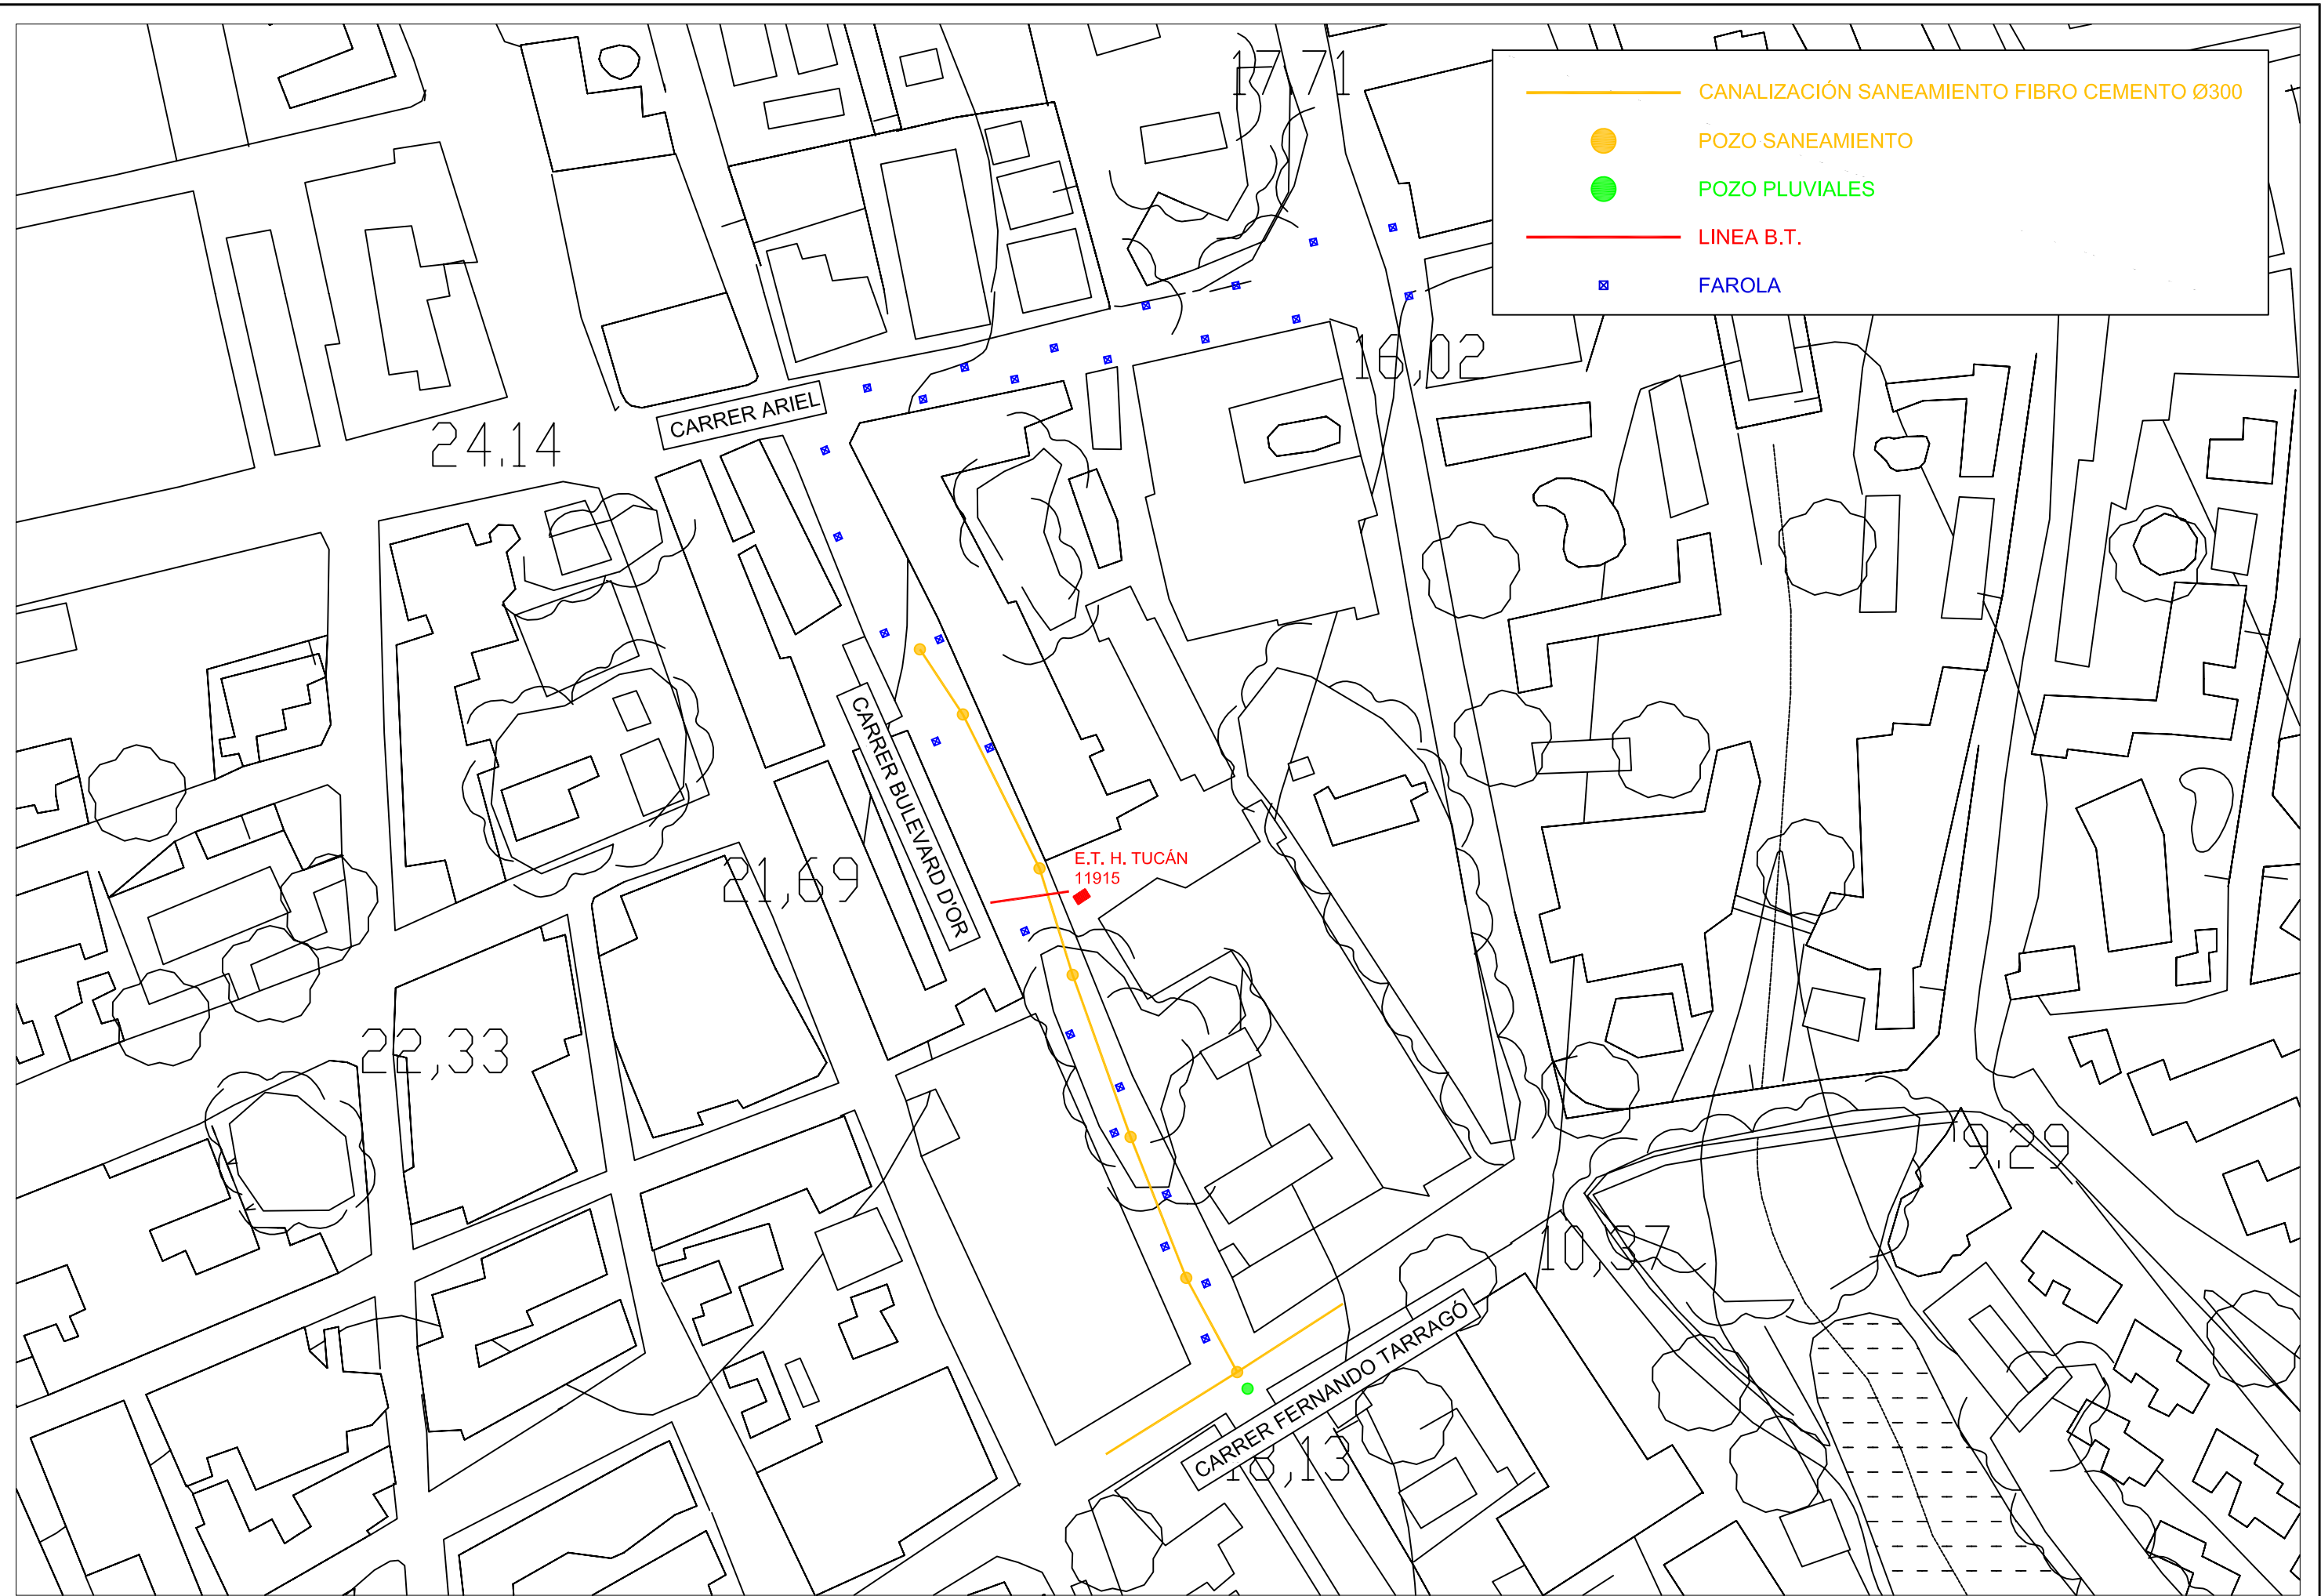 17,71
CANALIZACIÓN SANEAMIENTO FIBRO CEMENTO Ø300
POZO SANEAMIENTO
POZO PLUVIALES
LINEA B.T.
FAROLA
16,02
CARRER ARIEL
24,14
CARRER BULEVARD D'OR
E.T. H. TUCÁN
11915
21,69
22,33
9,29
10,37
CARRER FERNANDO TARRAGÓ
18,13